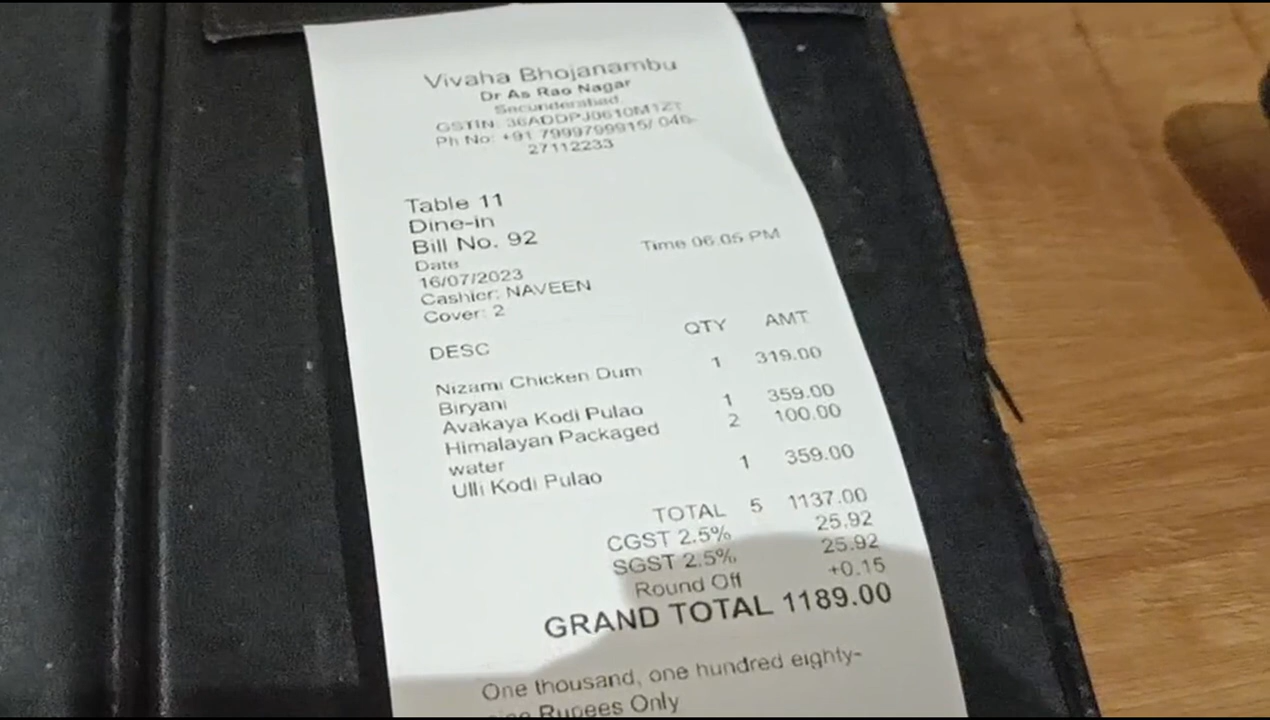 Vivaha Bhojanambu
Dr As Rao Nagar
Secunderabad
GSTIN: 36ADDPJ0610M1ZT
Ph No: +91 7999799915/ 040-
27112233
Table 11
Dine-in
Bill No. 92
Date Time 06:05 PM
16/07/2023
Cashier: NAVEEN
Cover: 2
DESC QTY AMT
Nizami Chicken Dum 1 319.00
Biryani
Avakaya Kodi Pulao 1 359.00
Himalayan Packaged 2 100.00
water
Ulli Kodi Pulao 1 359.00
TOTAL 5 1137.00
CGST 2.5% 25.92
SGST 2.5% 25.92
Round Off +0.15
GRAND TOTAL 1189.00
One thousand, one hundred eighty-
Rupees Only